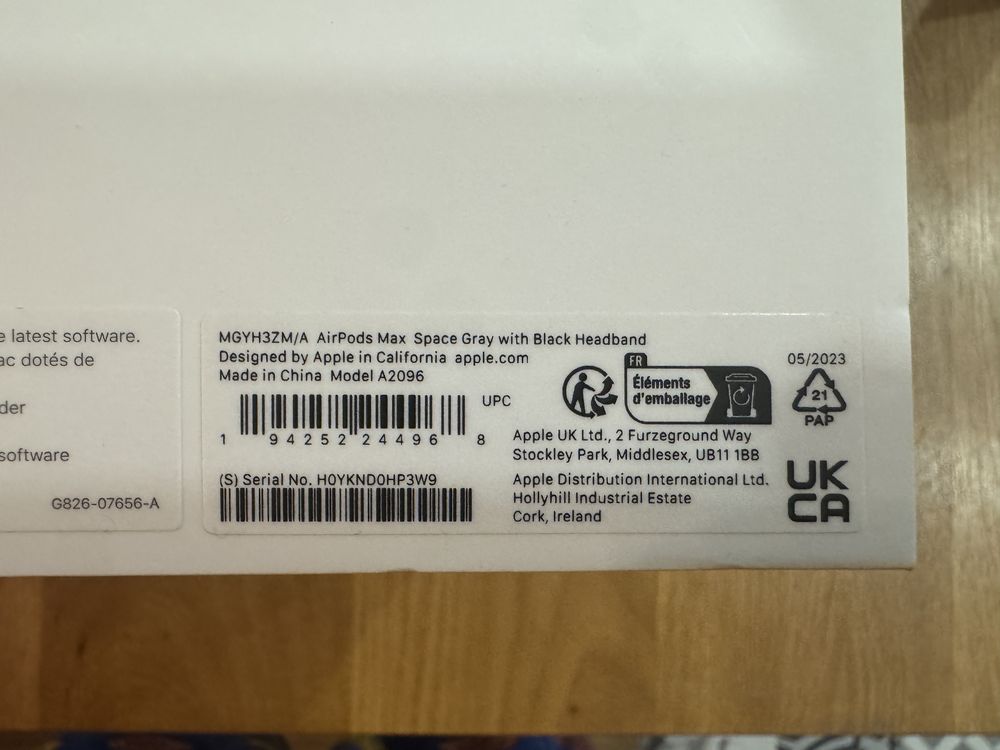 e latest software.
ac dotés de
der
software
G826-07656-A
MGYH3ZM/A AirPods Max Space Gray with Black Headband
Designed by Apple in California apple.com
Made in China Model A2096
UPC
1 94252 24496 8
(S) Serial No. H0YKND0HP3W9
FR
Éléments
d'emballage
05/2023
21
PAP
Apple UK Ltd., 2 Furzeground Way
Stockley Park, Middlesex, UB11 1BB
Apple Distribution International Ltd.
Hollyhill Industrial Estate
Cork, Ireland
UK
CA